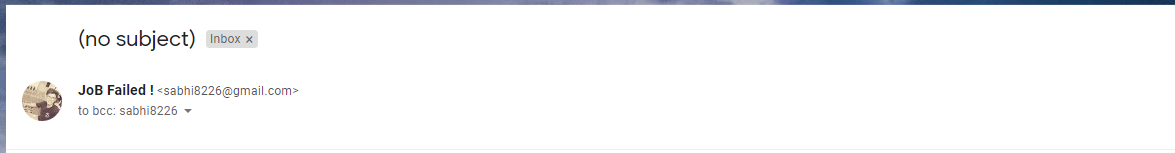 (no subject) Inbox ×
JoB Failed ! <sabhi8226@gmail.com>
to bcc: sabhi8226